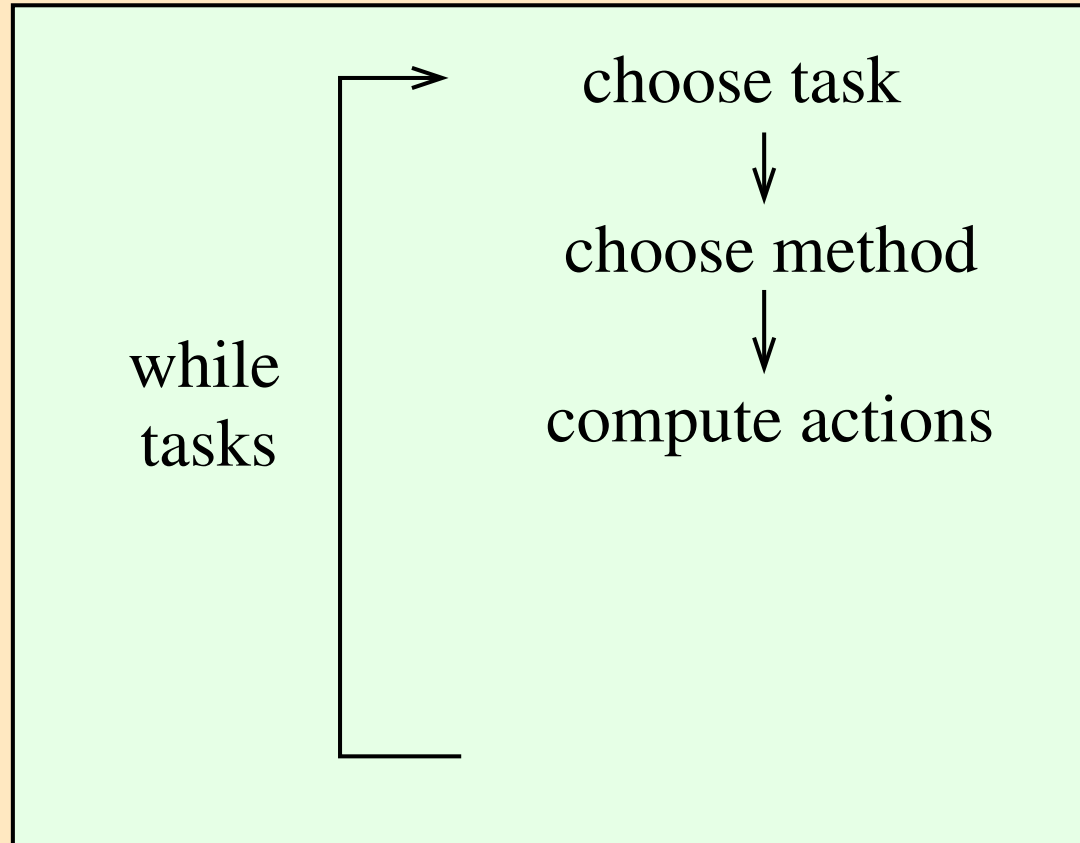 choose task
choose method
while
tasks
compute actions